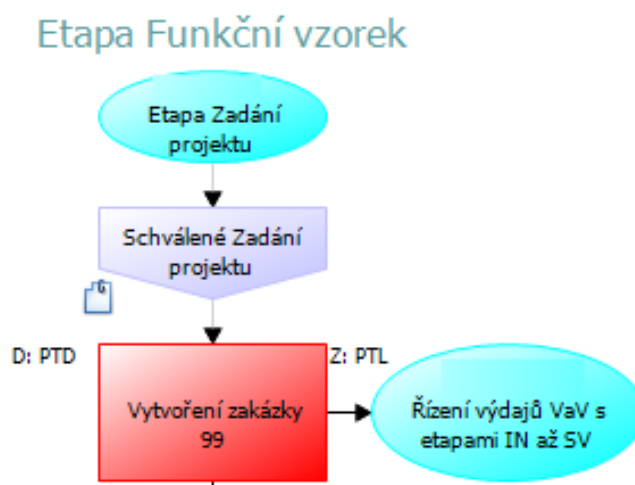 Etapa Funkční vzorek
Etapa Zadání
projektu
Schválené Zadání
projektu
D: PTD
Z: PTL
Vytvoření zakázky
99
Řízení výdajů VaV s
etapami IN až SV